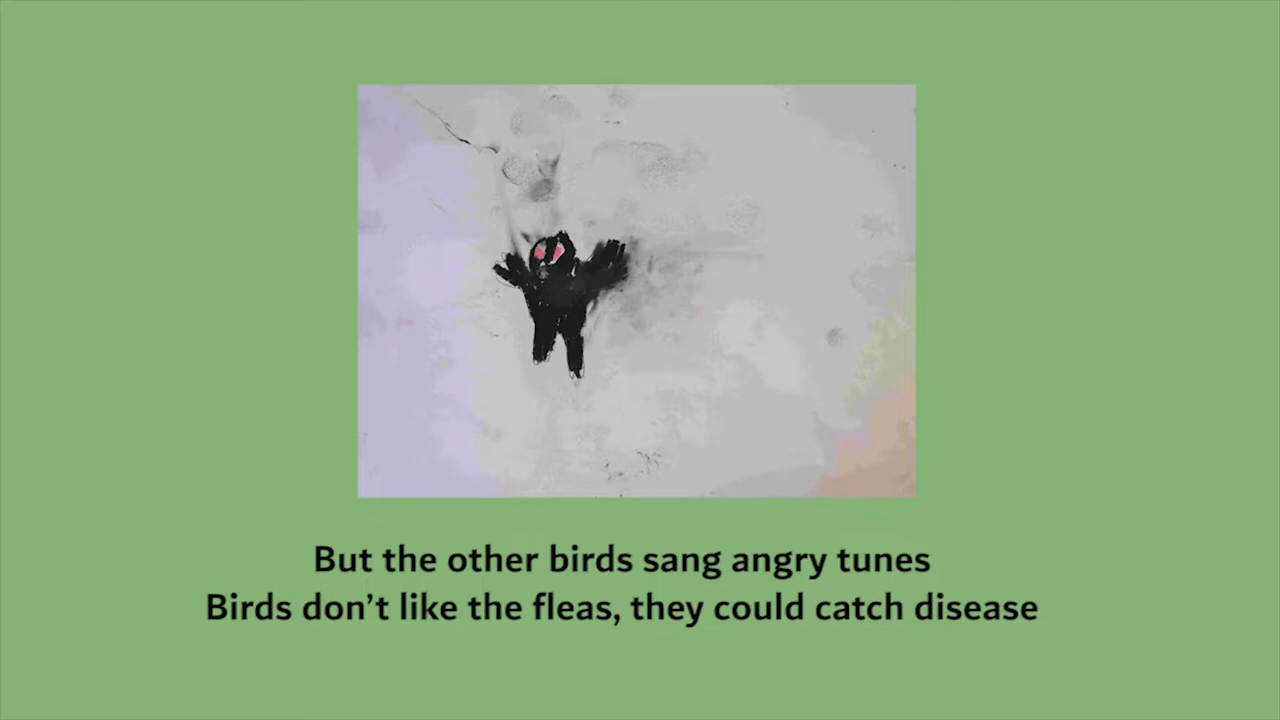 But the other birds sang angry tunes
Birds don’t like the fleas, they could catch disease